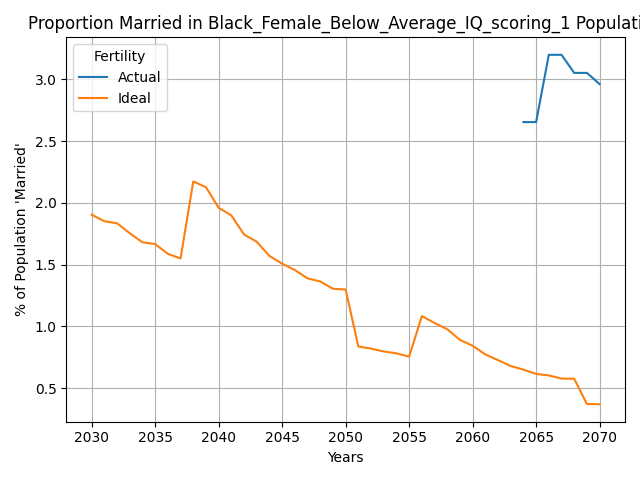 Proportion Married in Black_Female_Below_Average_IQ_scoring_1 Populati
Fertility
Actual
Ideal
3.0
2.5
2.0
1.5
1.0
0.5
% of Population 'Married'
2030 2035 2040 2045 2050 2055 2060 2065 2070
Years